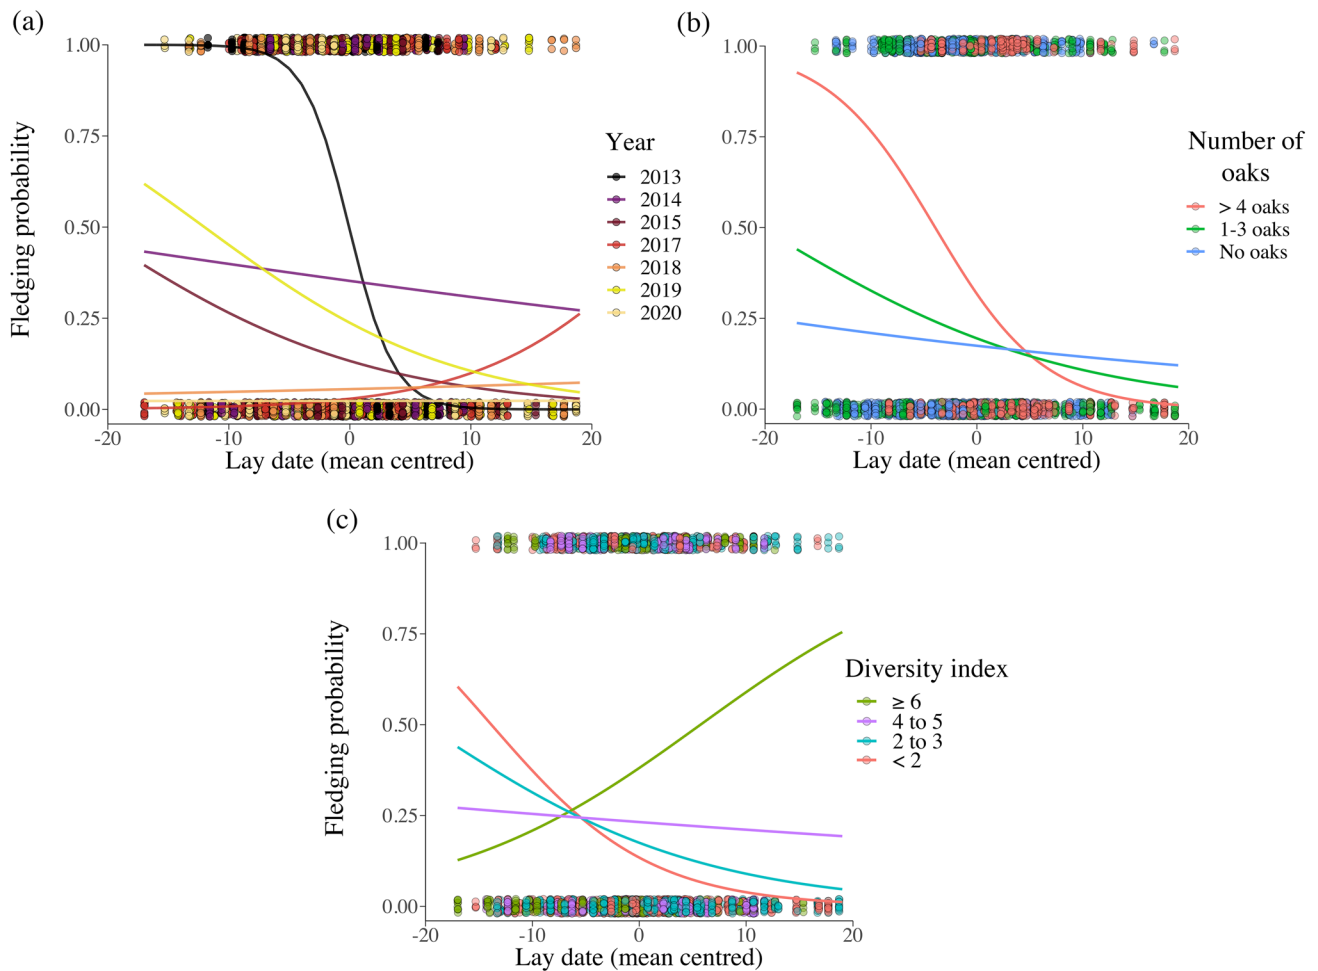 (a)
1.00
0.75
0.50
0.25
0.00
Fledging probability
-20
-10
0
10
20
Lay date (mean centred)
Year
2013
2014
2015
2017
2018
2019
2020
(b)
1.00
0.75
0.50
0.25
0.00
Fledging probability
-20
-10
0
10
20
Lay date (mean centred)
Number of
oaks
> 4 oaks
1-3 oaks
No oaks
(c)
1.00
0.75
0.50
0.25
0.00
Fledging probability
-20
-10
0
10
20
Lay date (mean centred)
Diversity index
≥ 6
4 to 5
2 to 3
< 2